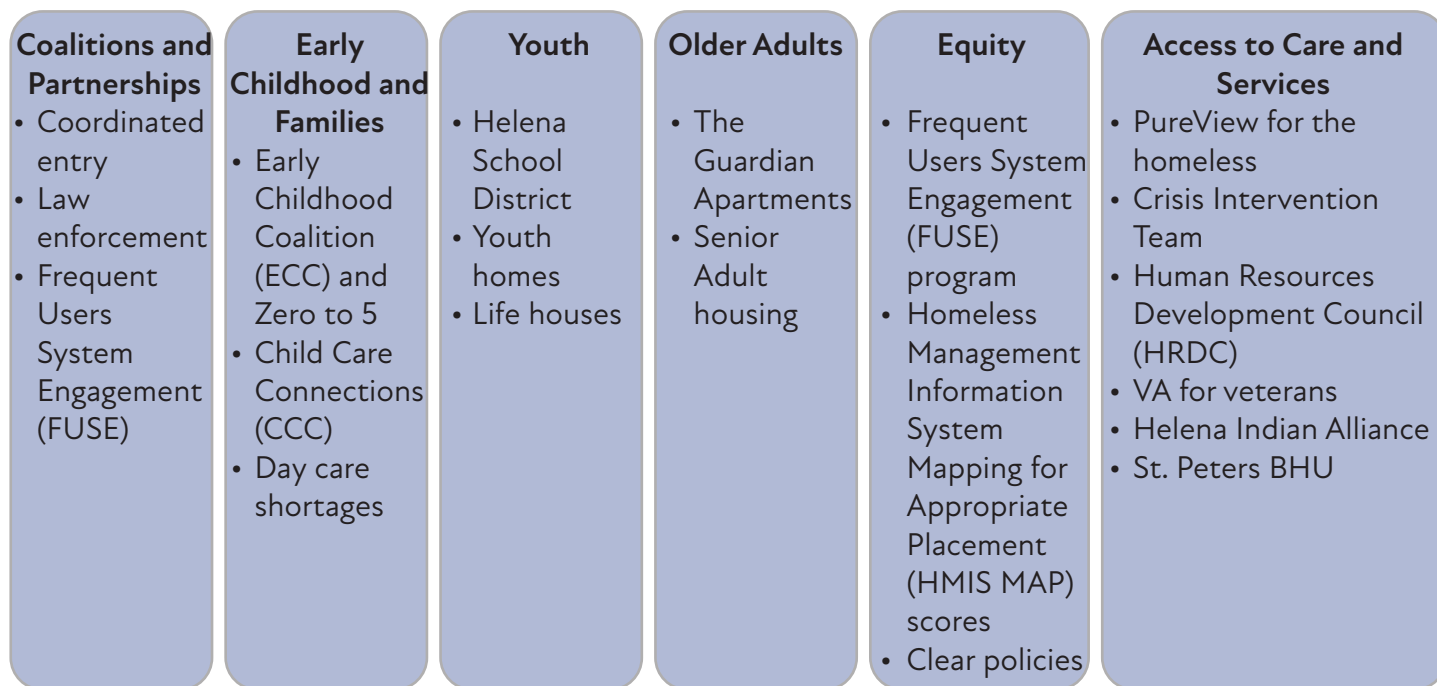 Coalitions and
Partnerships
• Coordinated
entry
• Law
enforcement
• Frequent
Users
System
Engagement
(FUSE)
Early
Childhood and
Families
• Early
Childhood
Coalition
(ECC) and
Zero to 5
• Child Care
Connections
(CCC)
• Day care
shortages
Youth
• Helena
School
District
• Youth
homes
• Life houses
Older Adults
• The
Guardian
Apartments
• Senior
Adult
housing
Equity
• Frequent
Users System
Engagement
(FUSE)
program
• Homeless
Management
Information
System
Mapping for
Appropriate
Placement
(HMIS MAP)
scores
• Clear policies
Access to Care and
Services
• PureView for the
homeless
• Crisis Intervention
Team
• Human Resources
Development Council
(HRDC)
• VA for veterans
• Helena Indian Alliance
• St. Peters BHU